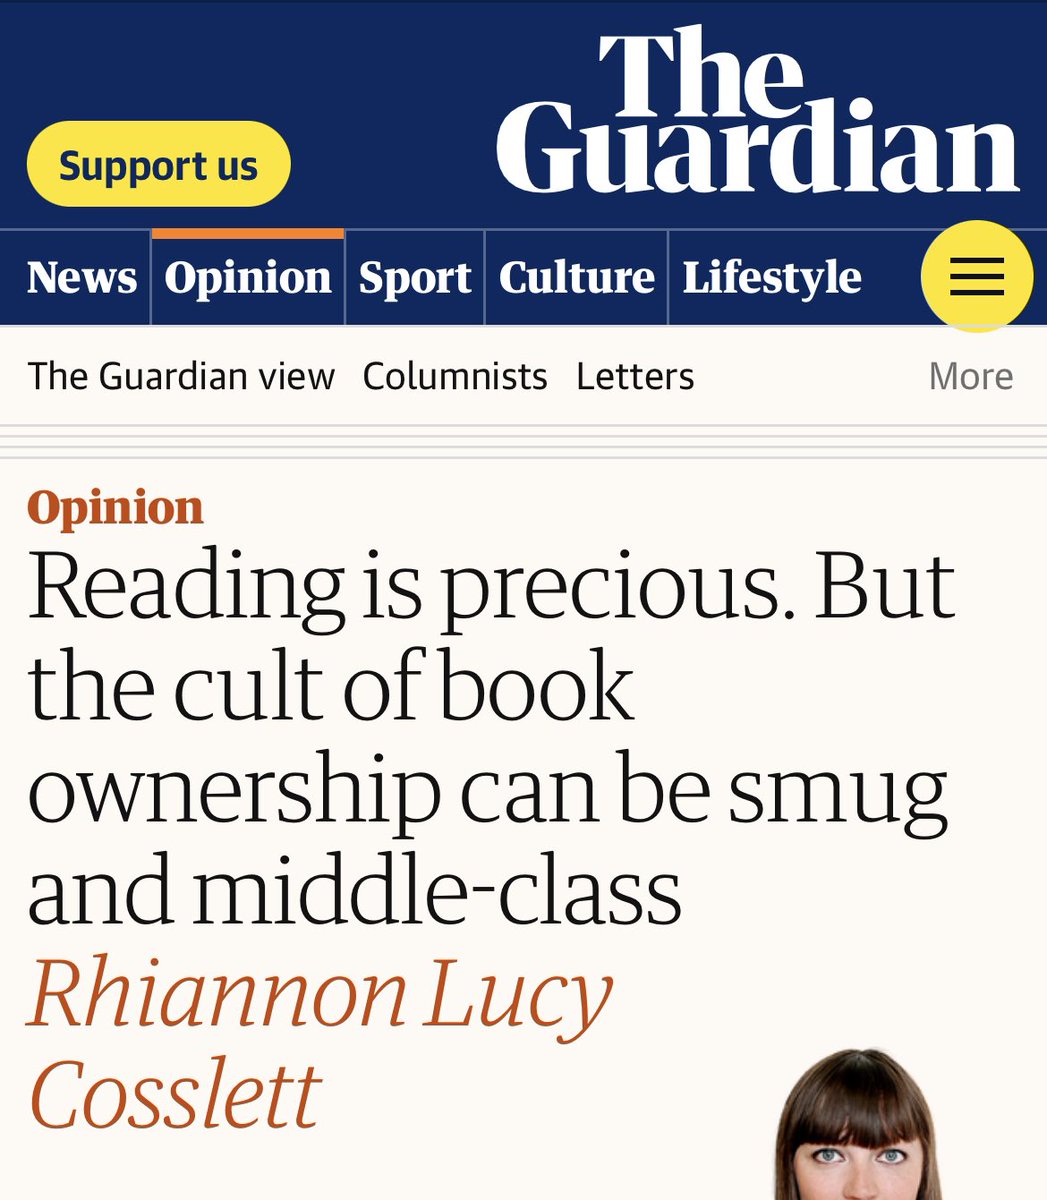 The
Guardian
Support us
News Opinion Sport Culture Lifestyle
The Guardian view Columnists Letters More
Opinion
Reading is precious. But
the cult of book
ownership can be smug
and middle-class
Rhiannon Lucy
Cosslett